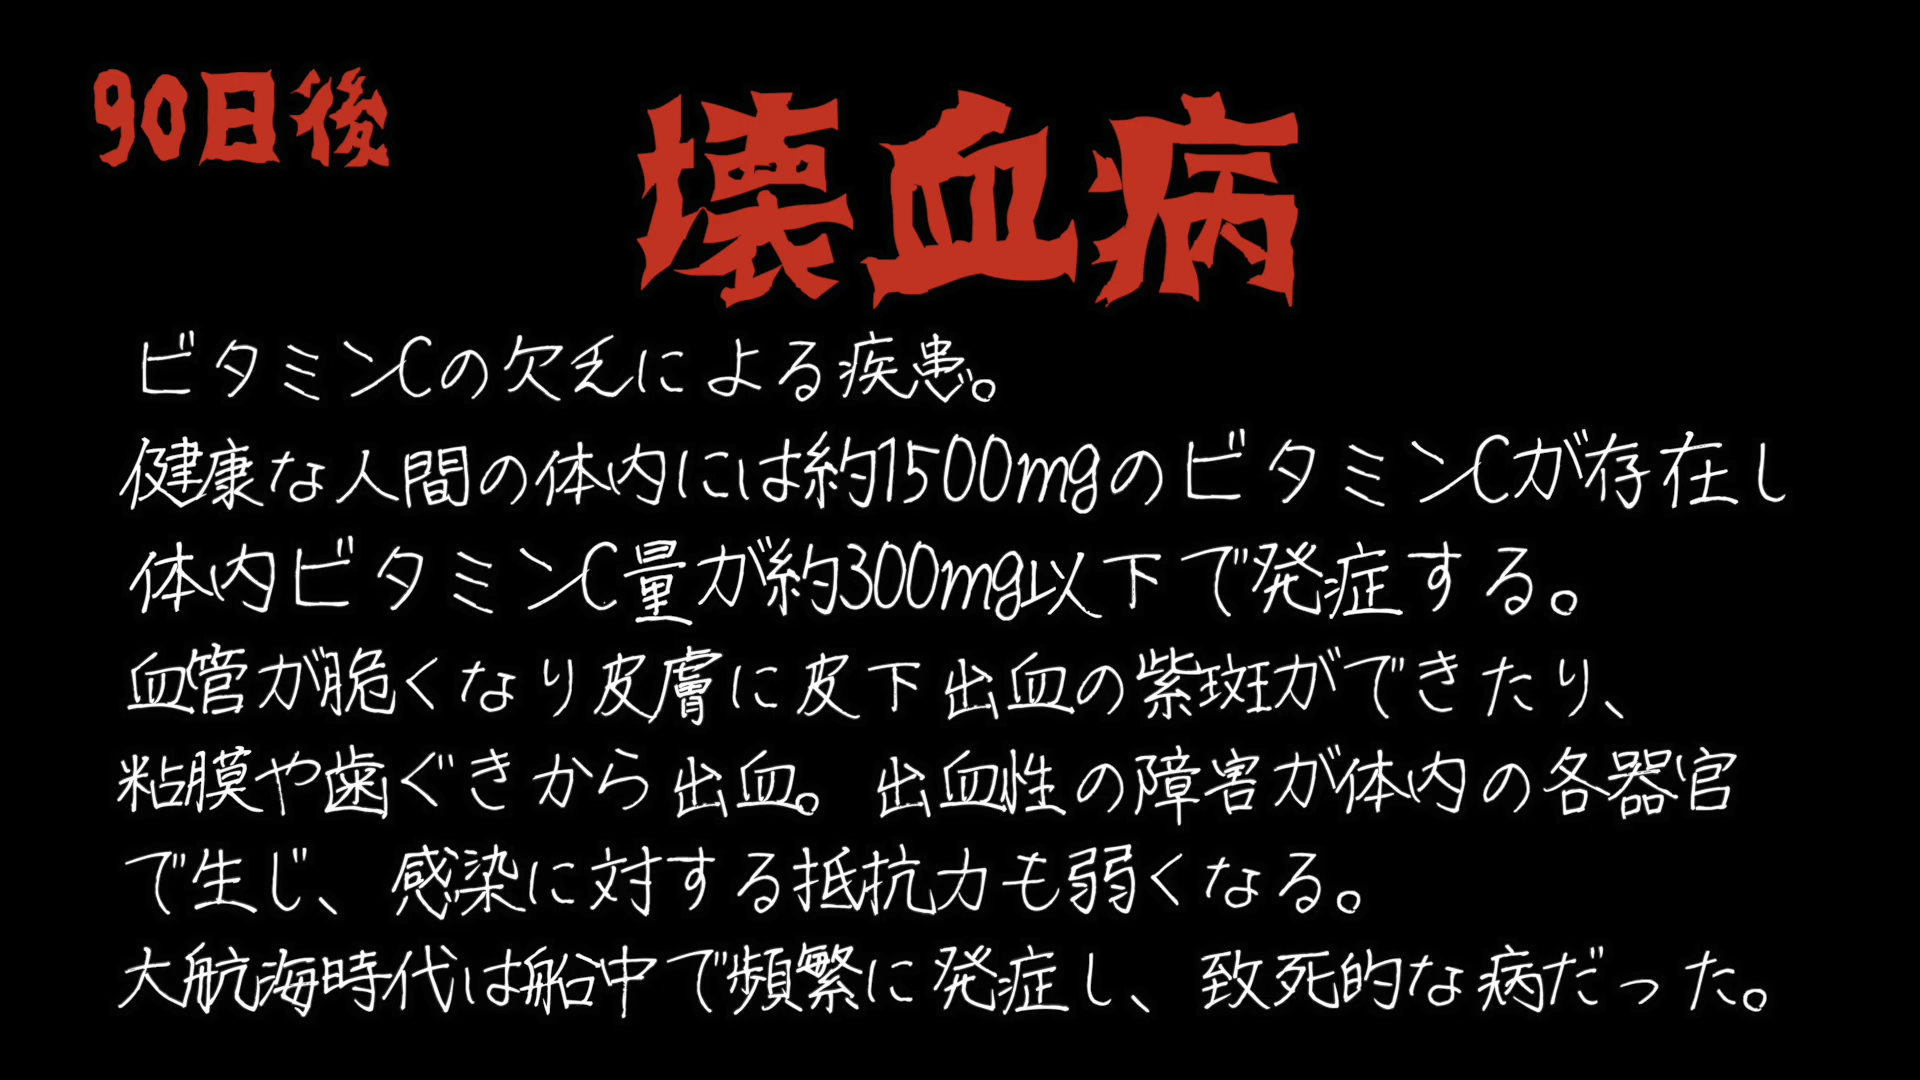 90日後
壊血病
ビタミンCの欠乏による疾患。
健康な人間の体内には約1500mgのビタミンCが存在し
体内ビタミンC量が約300mg以下で発症する。
血管が脆くなり皮膚に皮下出血の紫斑ができたり、
粘膜や歯ぐきから出血。出血性の障害が体内の各器官
で生じ、感染に対する抵抗力も弱くなる。
大航海時代は船中で頻繁に発症し、致死的な病だった。